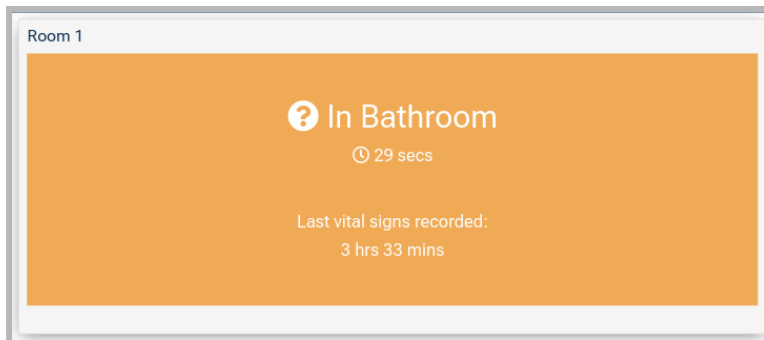 Room 1
In Bathroom
29 secs
Last vital signs recorded:
3 hrs 33 mins